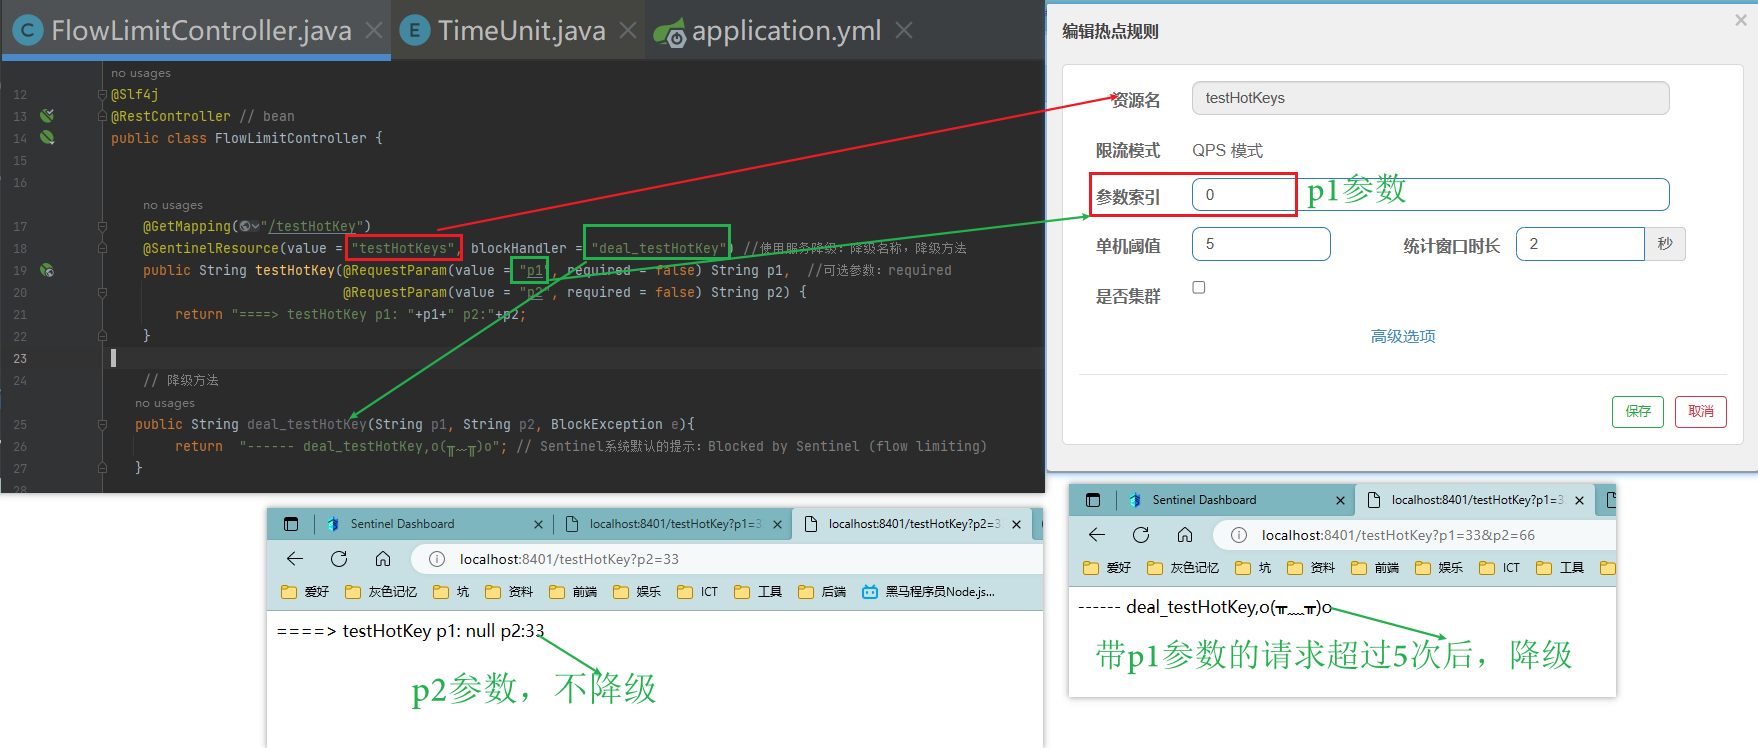 FlowLimitController.java
TimeUnit.java
application.yml
no usages
12 @Slf4j
13 @RestController // bean
14 public class FlowLimitController {
15
16
no usages
17 @GetMapping("/testHotKey")
18 @SentinelResource(value = "testHotKeys", blockHandler = "deal_testHotKey") //使用服务降级：降级名称，降级方法
19 public String testHotKey(@RequestParam(value = "p1", required = false) String p1, //可选参数：required
20 @RequestParam(value = "p2", required = false) String p2) {
21 return "====> testHotKey p1: "+p1+" p2:"+p2;
22 }
23
24 // 降级方法
no usages
25 public String deal_testHotKey(String p1, String p2, BlockException e){
26 return "------ deal_testHotKey,o(╥﹏╥)o"; // Sentinel系统默认的提示：Blocked by Sentinel (flow limiting)
27 }
28
编辑热点规则
×
资源名 testHotKeys
限流模式 QPS 模式
参数索引 0 p1参数
单机阈值 5 统计窗口时长 2 秒
是否集群
高级选项
保存 取消
Sentinel Dashboard
localhost:8401/testHotKey?p1=3
localhost:8401/testHotKey?p2=3
localhost:8401/testHotKey?p2=33
爱好 灰色记忆 坑 资料 前端 娱乐 ICT 工具 后端 黑马程序员Node.js...
====> testHotKey p1: null p2:33
p2参数，不降级
Sentinel Dashboard
localhost:8401/testHotKey?p1=3
localhost:8401/testHotKey?p1=33&p2=66
爱好 灰色记忆 坑 资料 前端 娱乐 ICT 工具
------ deal_testHotKey,o(╥﹏╥)o
带p1参数的请求超过5次后，降级